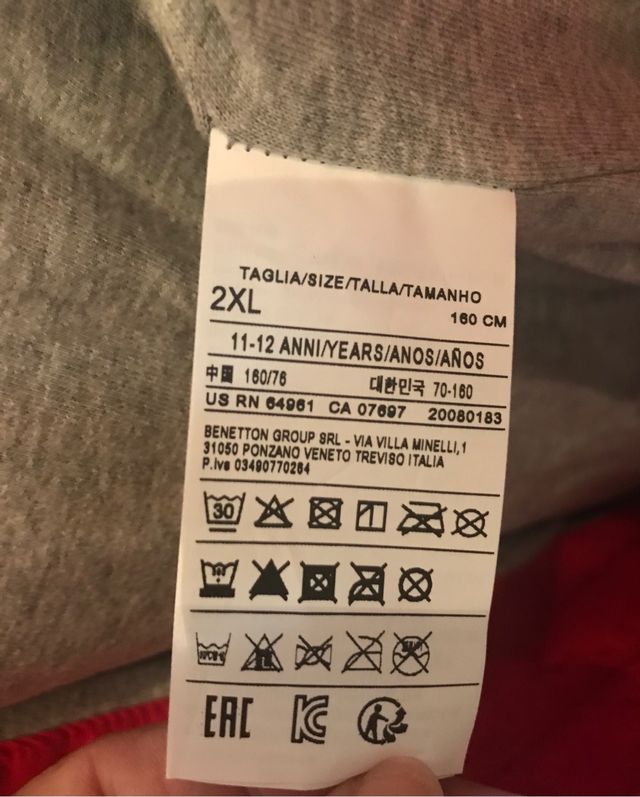 TAGLIA/SIZE/TALLA/TAMANHO
2XL 160 CM
11-12 ANNI/YEARS/ANOS/AÑOS
中国 160/76 대한민국 70-160
US RN 64961 CA 07697 20080183
BENETTON GROUP SRL - VIA VILLA MINELLI,1
31050 PONZANO VENETO TREVISO ITALIA
P.Iva 03490770264
30
EAC KC